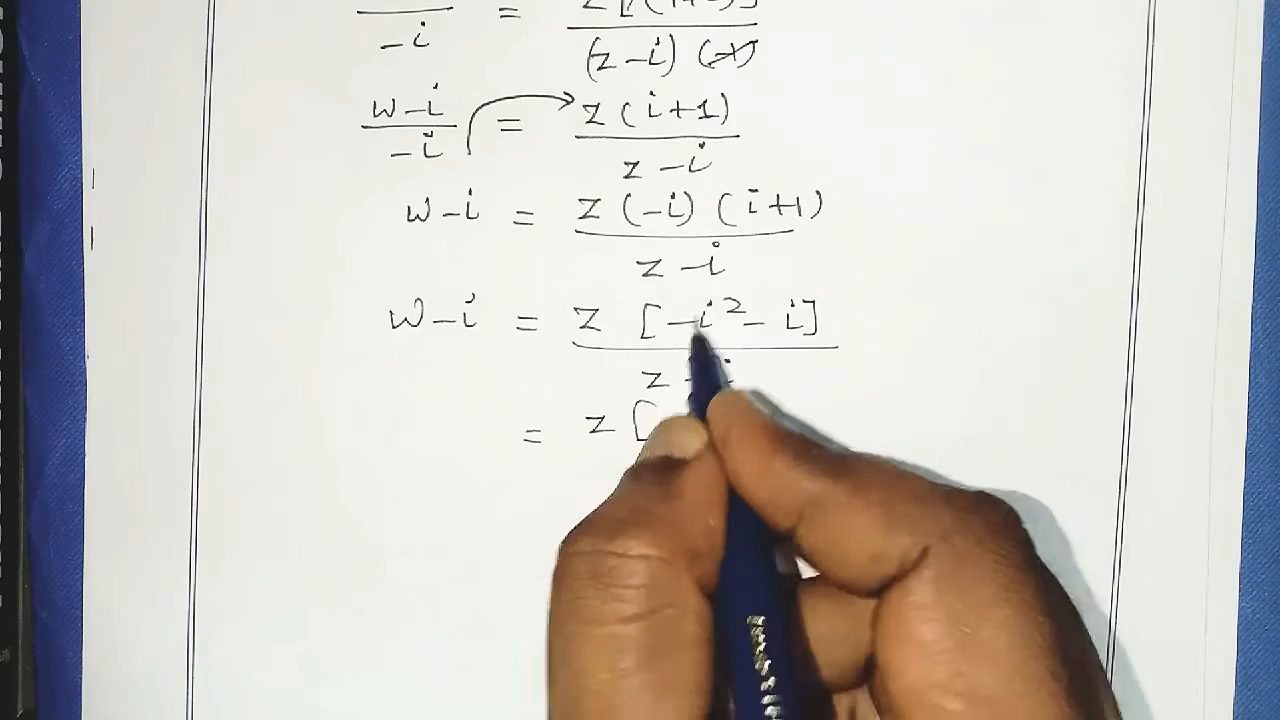 -i = (z-i)(-1)
w-i / -i = z(i+1) / z-i
w-i = z(-i)(i+1) / z-i
w-i = z[-i²-i] / z-i
= z[